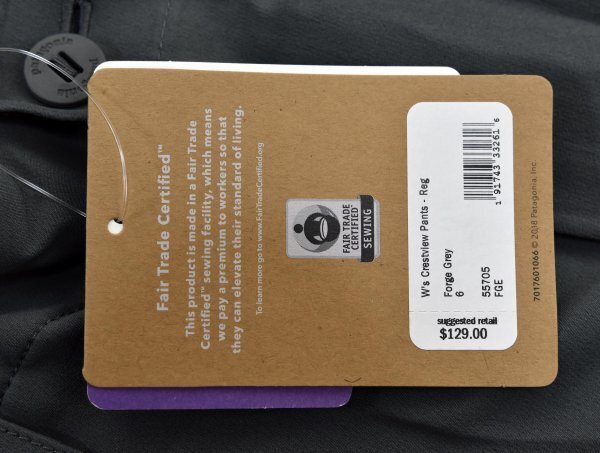 patagonia
Fair Trade Certified™
This product is made in a Fair Trade
Certified™ sewing facility, which means
we pay a premium to workers so that
they can elevate their standard of living.
To learn more go to www.FairTradeCertified.org
FAIR TRADE
CERTIFIED™
SEWING
1 91743 33261 6
W's Crestview Pants - Reg
Forge Grey
6
55705
FGE
suggested retail
$129.00
7017601066 © 2018 Patagonia, Inc.